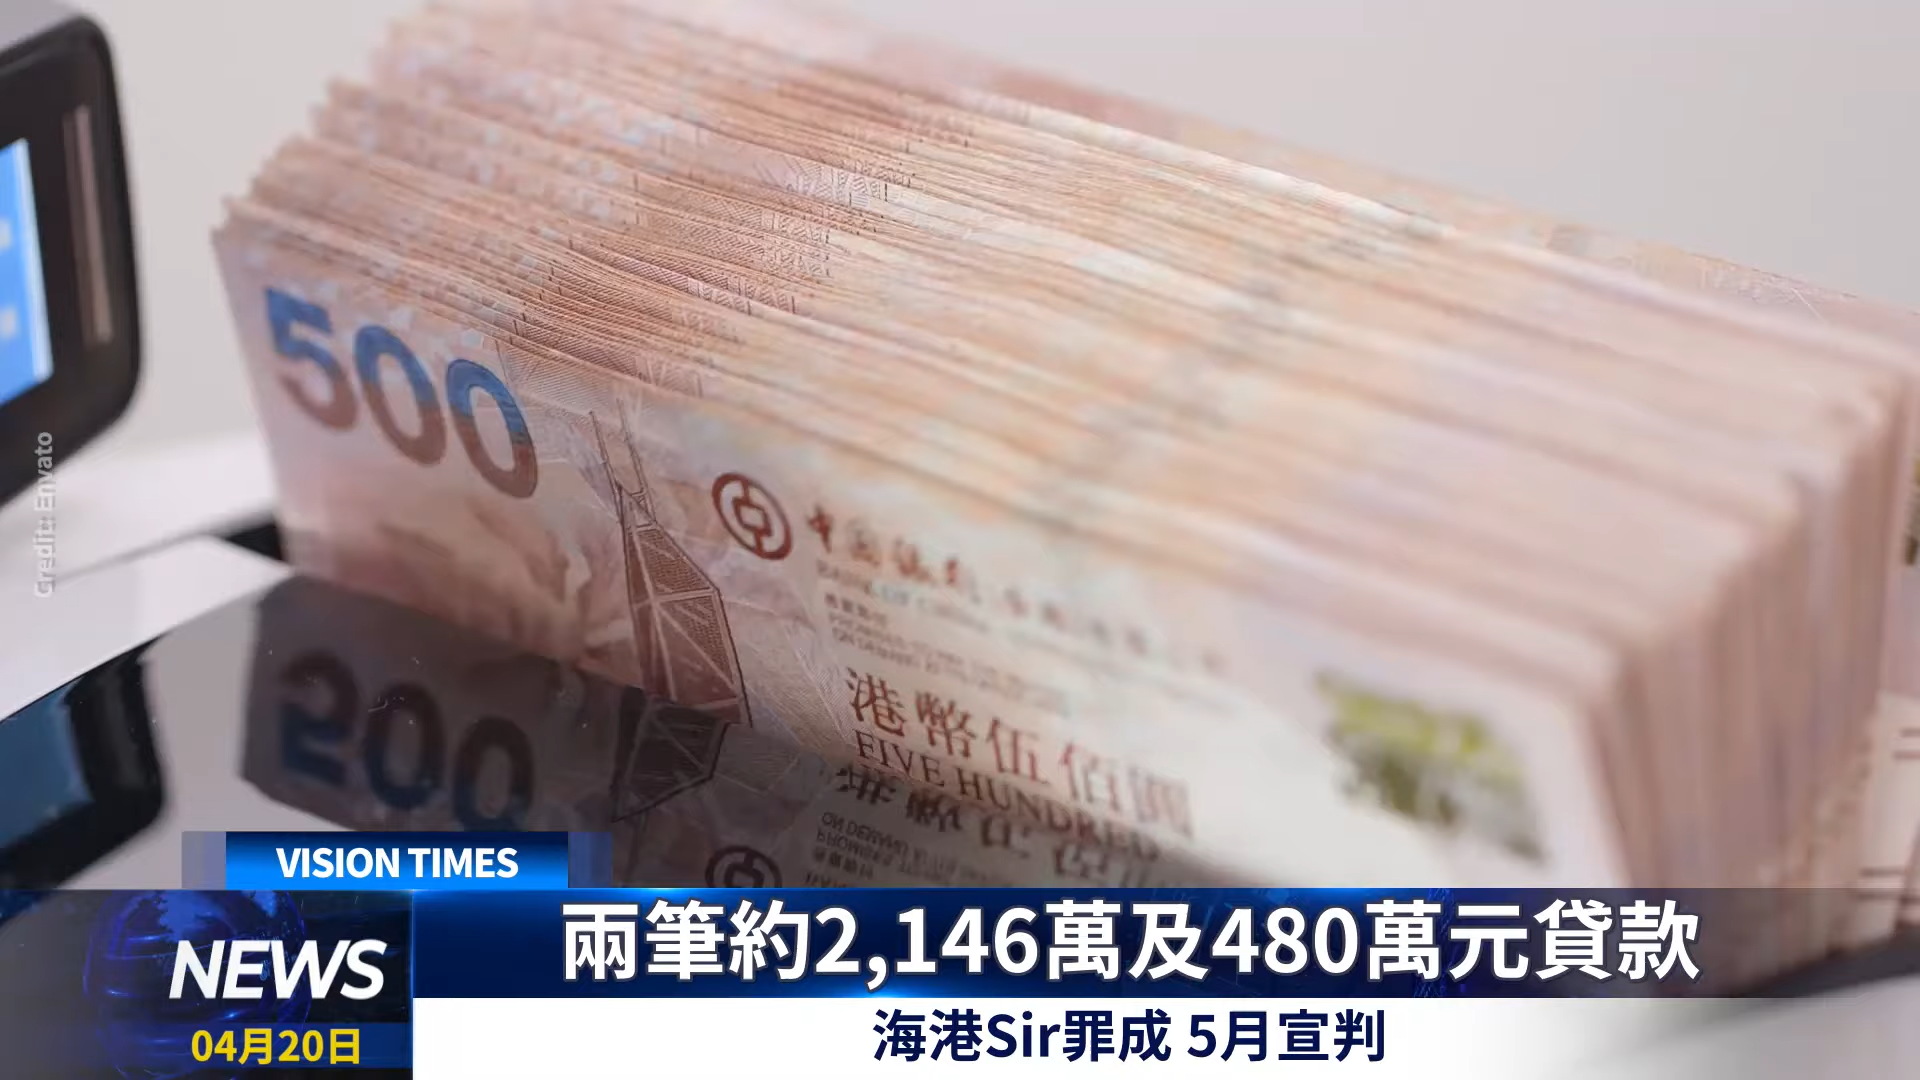 500
中国银行
港幣伍佰圓
FIVE HUNDRED
Credit: Envato
VISION TIMES
NEWS
04月20日
兩筆約2,146萬及480萬元貸款
海港Sir罪成 5月宣判